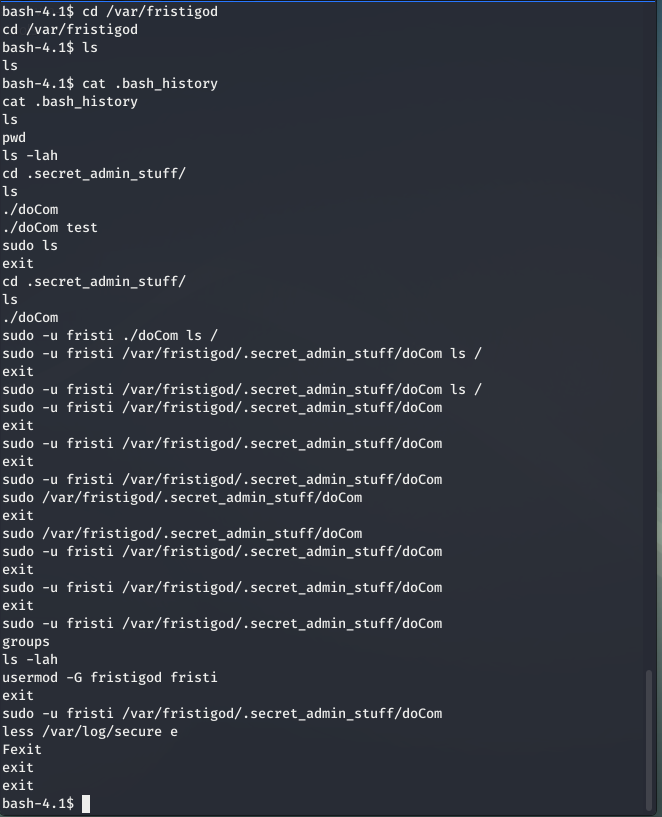 bash-4.1$ cd /var/fristigod
cd /var/fristigod
bash-4.1$ ls
ls
bash-4.1$ cat .bash_history
cat .bash_history
ls
pwd
ls -lah
cd .secret_admin_stuff/
ls
./doCom
./doCom test
sudo ls
exit
cd .secret_admin_stuff/
ls
./doCom
sudo -u fristi ./doCom ls /
sudo -u fristi /var/fristigod/.secret_admin_stuff/doCom ls /
exit
sudo -u fristi /var/fristigod/.secret_admin_stuff/doCom ls /
sudo -u fristi /var/fristigod/.secret_admin_stuff/doCom
exit
sudo -u fristi /var/fristigod/.secret_admin_stuff/doCom
exit
sudo -u fristi /var/fristigod/.secret_admin_stuff/doCom
sudo /var/fristigod/.secret_admin_stuff/doCom
exit
sudo /var/fristigod/.secret_admin_stuff/doCom
sudo -u fristi /var/fristigod/.secret_admin_stuff/doCom
exit
sudo -u fristi /var/fristigod/.secret_admin_stuff/doCom
exit
sudo -u fristi /var/fristigod/.secret_admin_stuff/doCom
groups
ls -lah
usermod -G fristigod fristi
exit
sudo -u fristi /var/fristigod/.secret_admin_stuff/doCom
less /var/log/secure e
Fexit
exit
exit
bash-4.1$